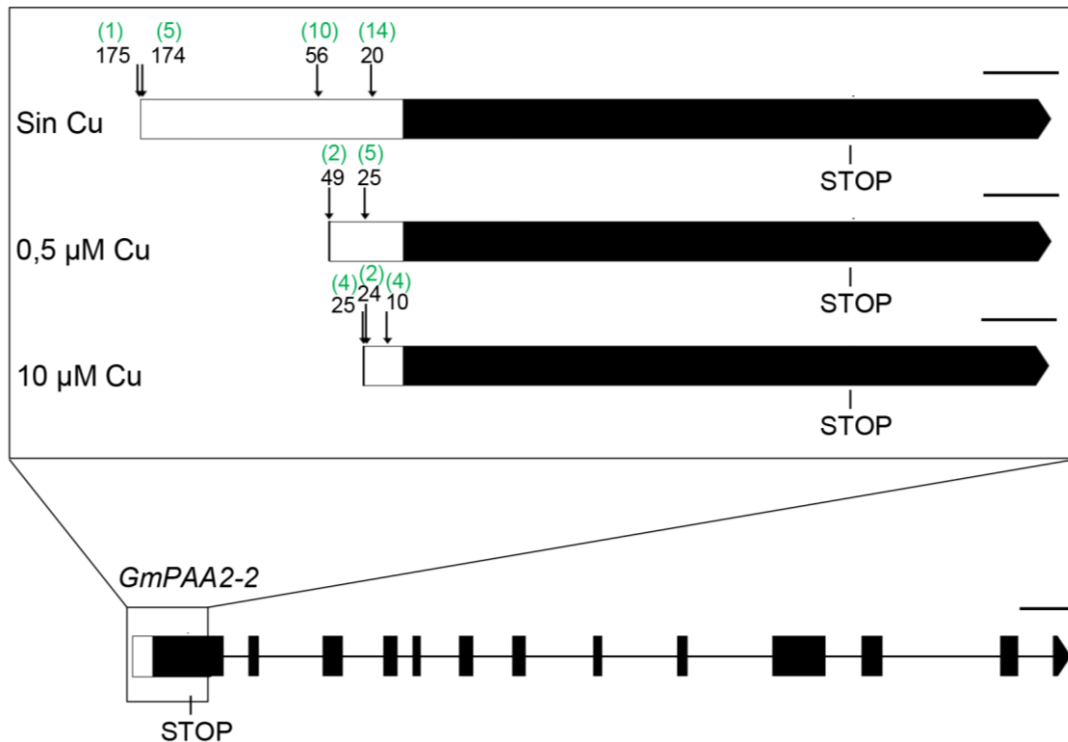 (1) (5) (10) (14)
175 174 56 20
Sin Cu
STOP
(2) (5)
49 25
0,5 µM Cu
STOP
(4) (2) (4)
25 24 10
10 µM Cu
STOP
GmPAA2-2
STOP